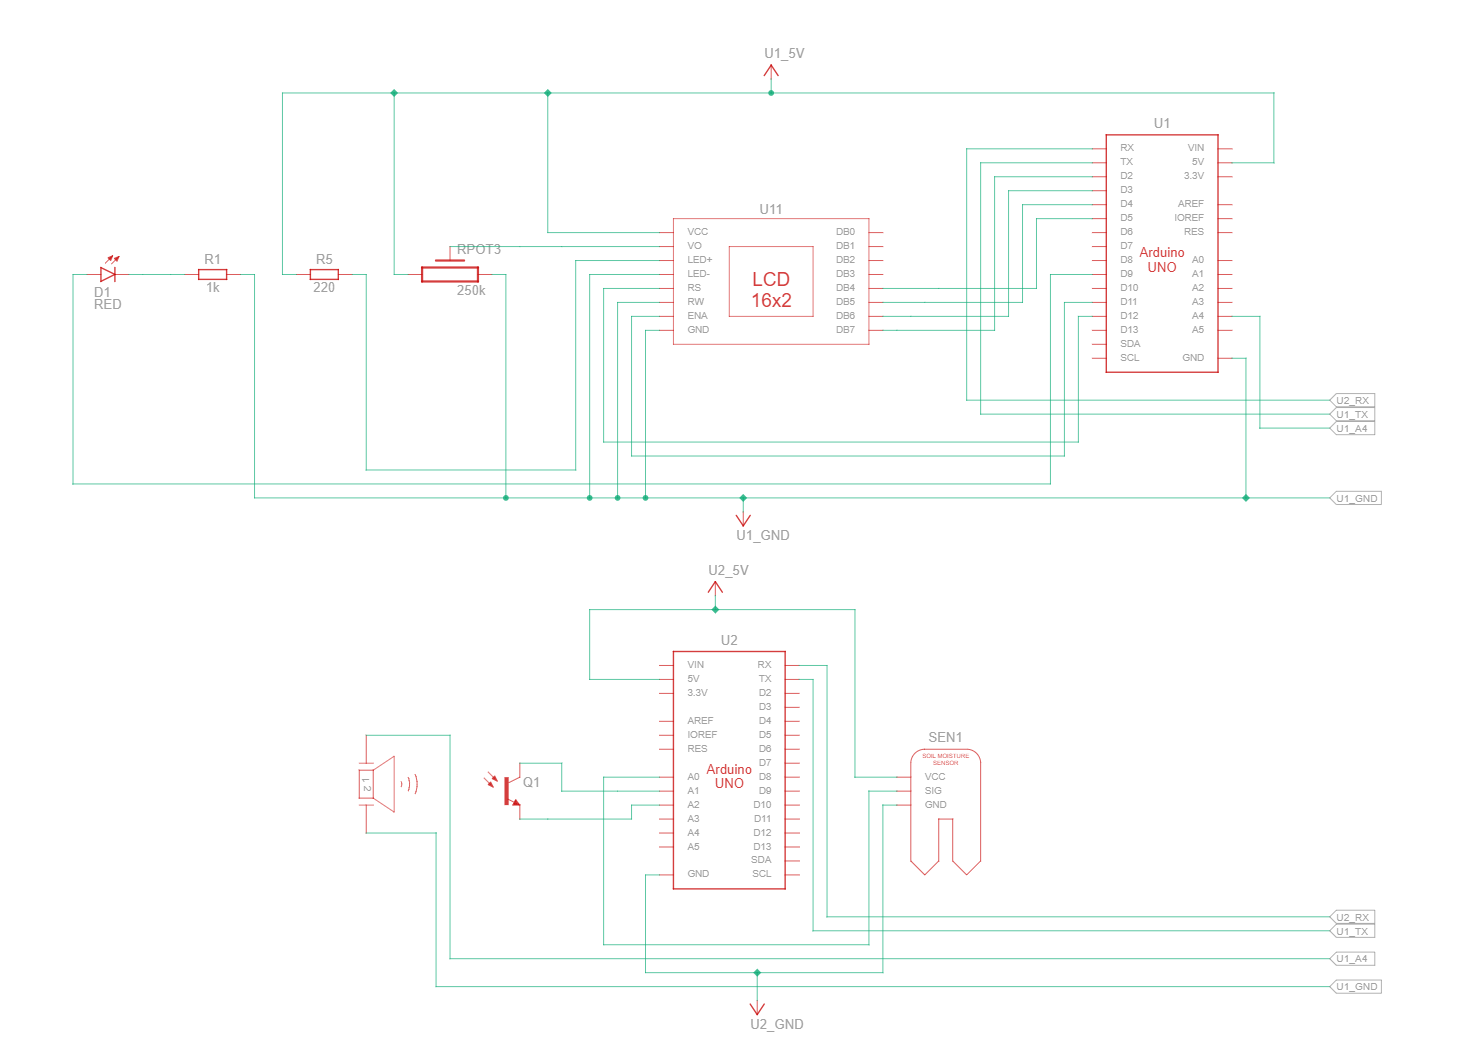 U1_5V
U1
RX
TX
D2
D3
D4
D5
D6
D7
D8
D9
D10
D11
D12
D13
SDA
SCL
VIN
5V
3.3V
AREF
IOREF
RES
A0
A1
A2
A3
A4
A5
GND
Arduino
UNO
U11
VCC
VO
LED+
LED-
RS
RW
ENA
GND
LCD
16x2
DB0
DB1
DB2
DB3
DB4
DB5
DB6
DB7
D1
RED
R1
1k
R5
220
RPOT3
250k
U2_RX
U1_TX
U1_A4
U1_GND
U1_GND
U2_5V
U2
VIN
5V
3.3V
AREF
IOREF
RES
A0
A1
A2
A3
A4
A5
GND
Arduino
UNO
RX
TX
D2
D3
D4
D5
D6
D7
D8
D9
D10
D11
D12
D13
SDA
SCL
1
2
Q1
SEN1
SOIL MOISTURE
SENSOR
VCC
SIG
GND
U2_RX
U1_TX
U1_A4
U1_GND
U2_GND